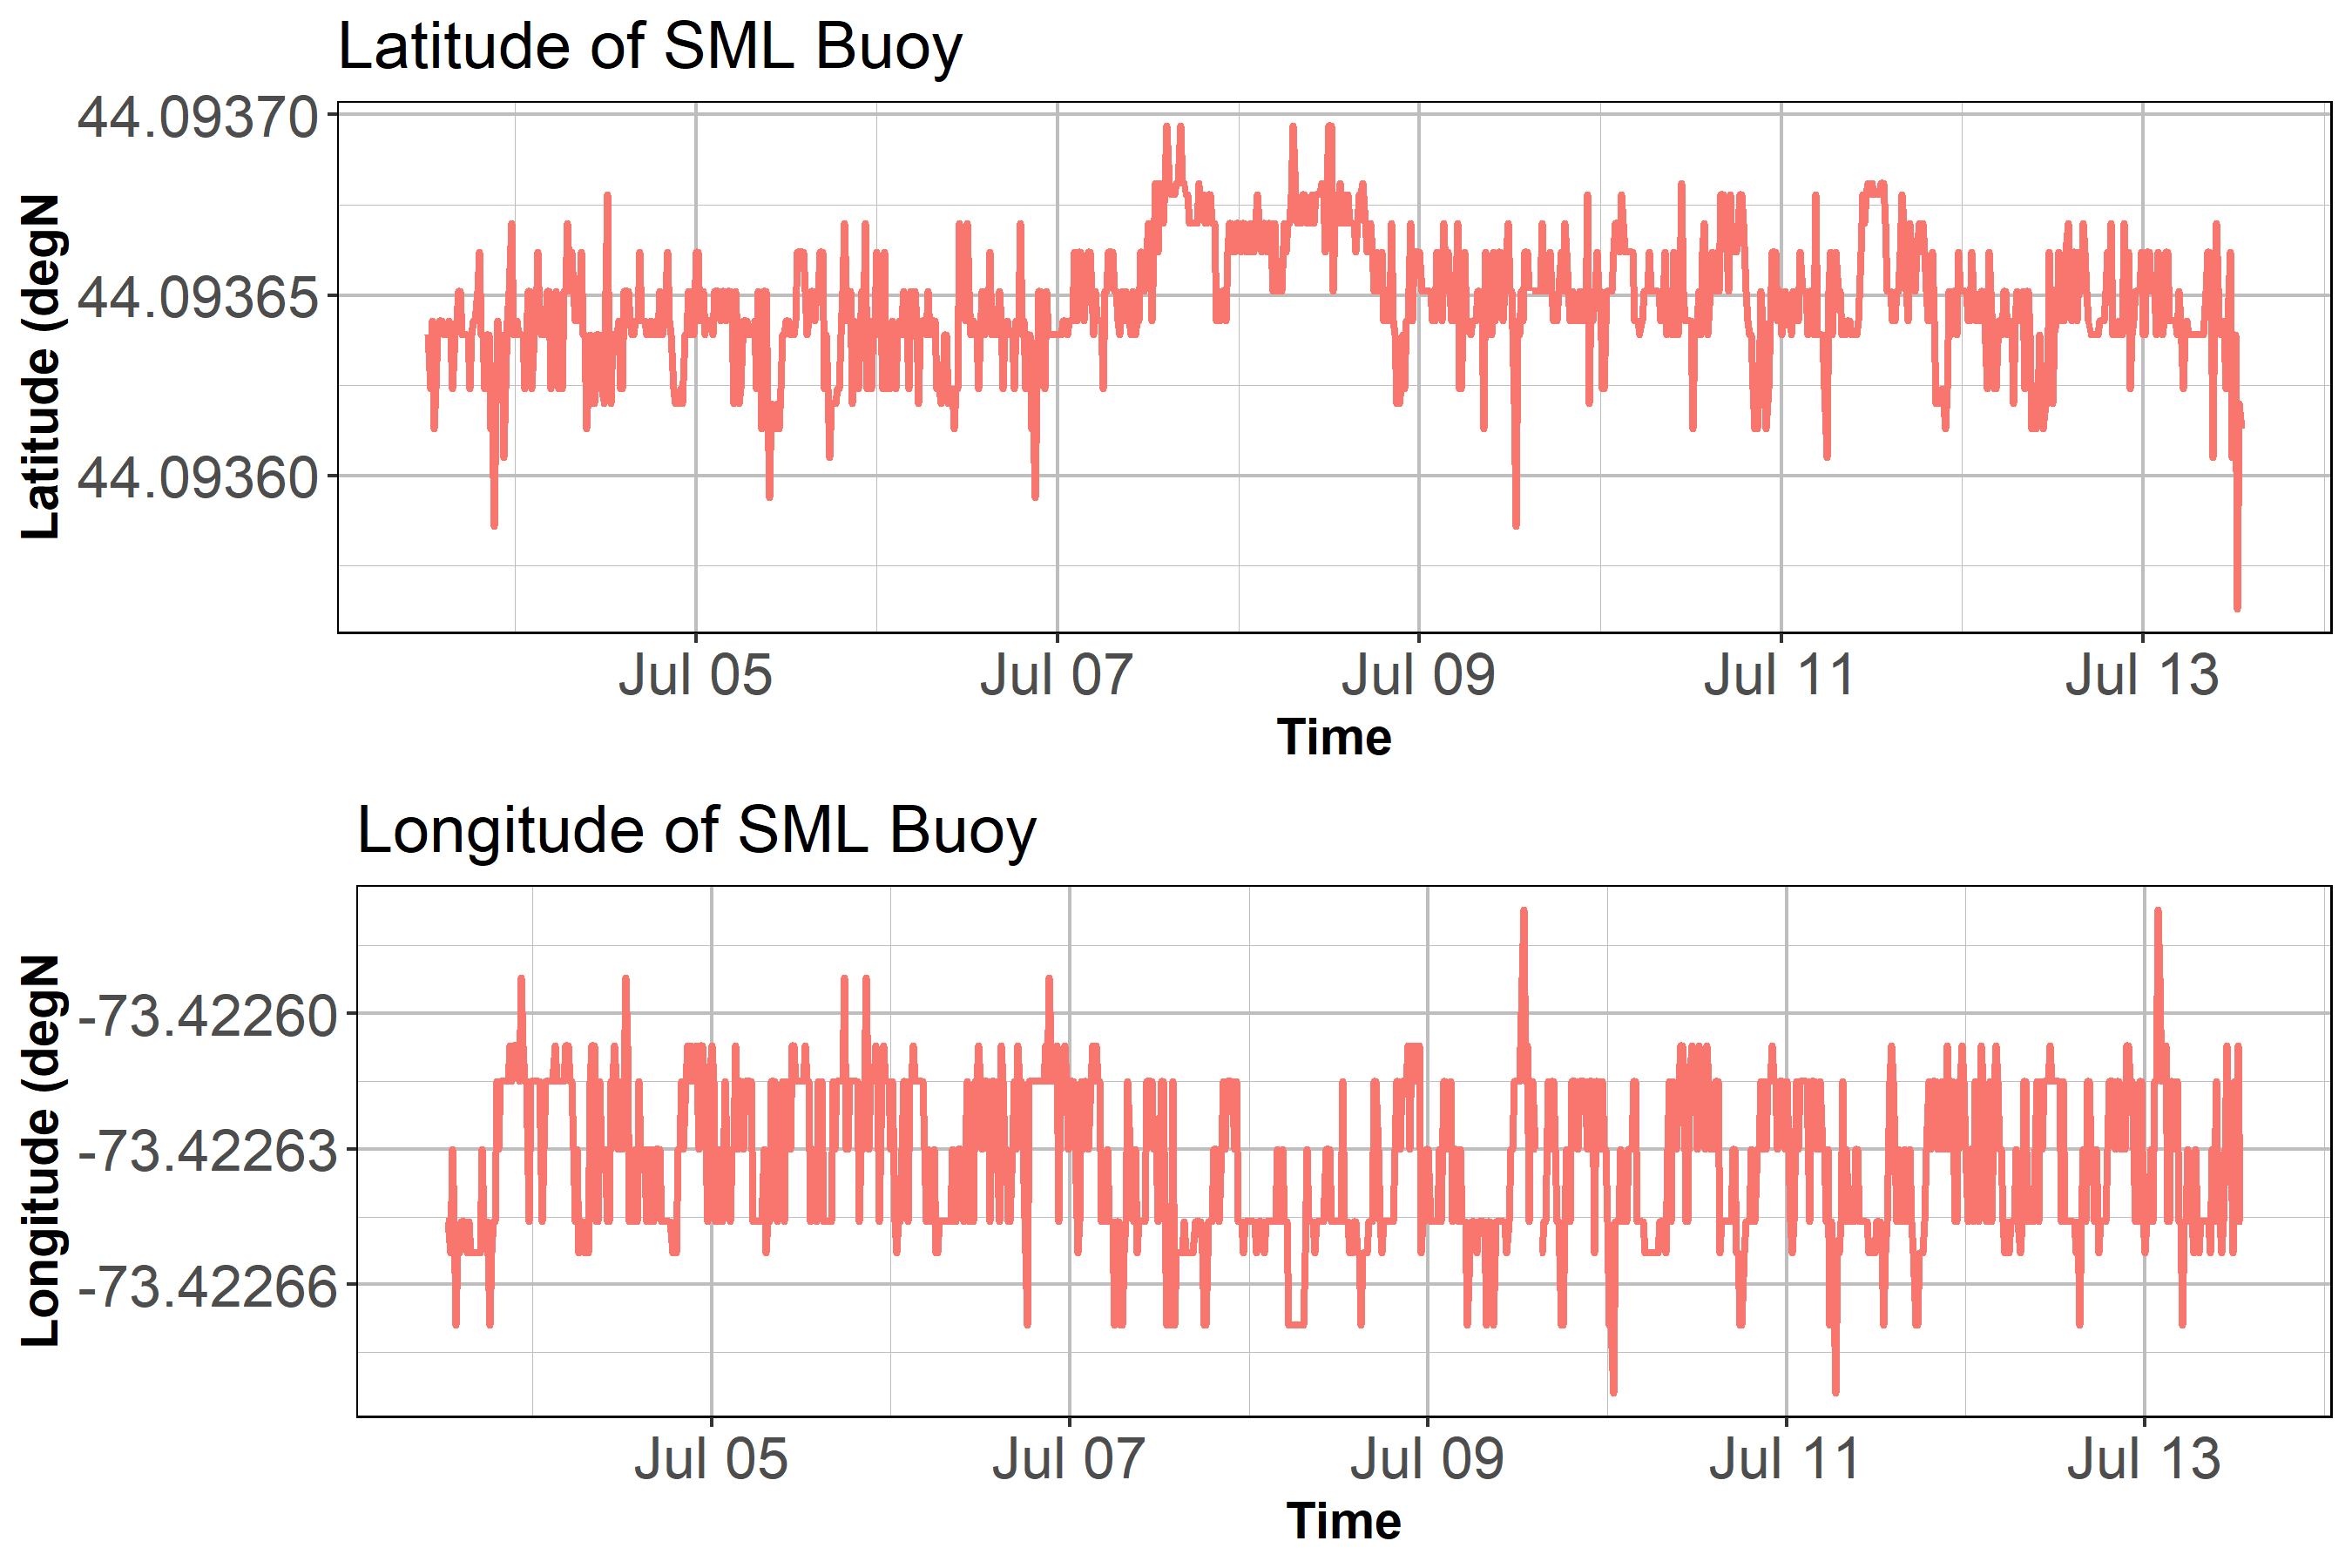 Latitude of SML Buoy
44.09370
44.09365
44.09360
Latitude (degN
Jul 05 Jul 07 Jul 09 Jul 11 Jul 13
Time
Longitude of SML Buoy
-73.42260
-73.42263
-73.42266
Longitude (degN
Jul 05 Jul 07 Jul 09 Jul 11 Jul 13
Time